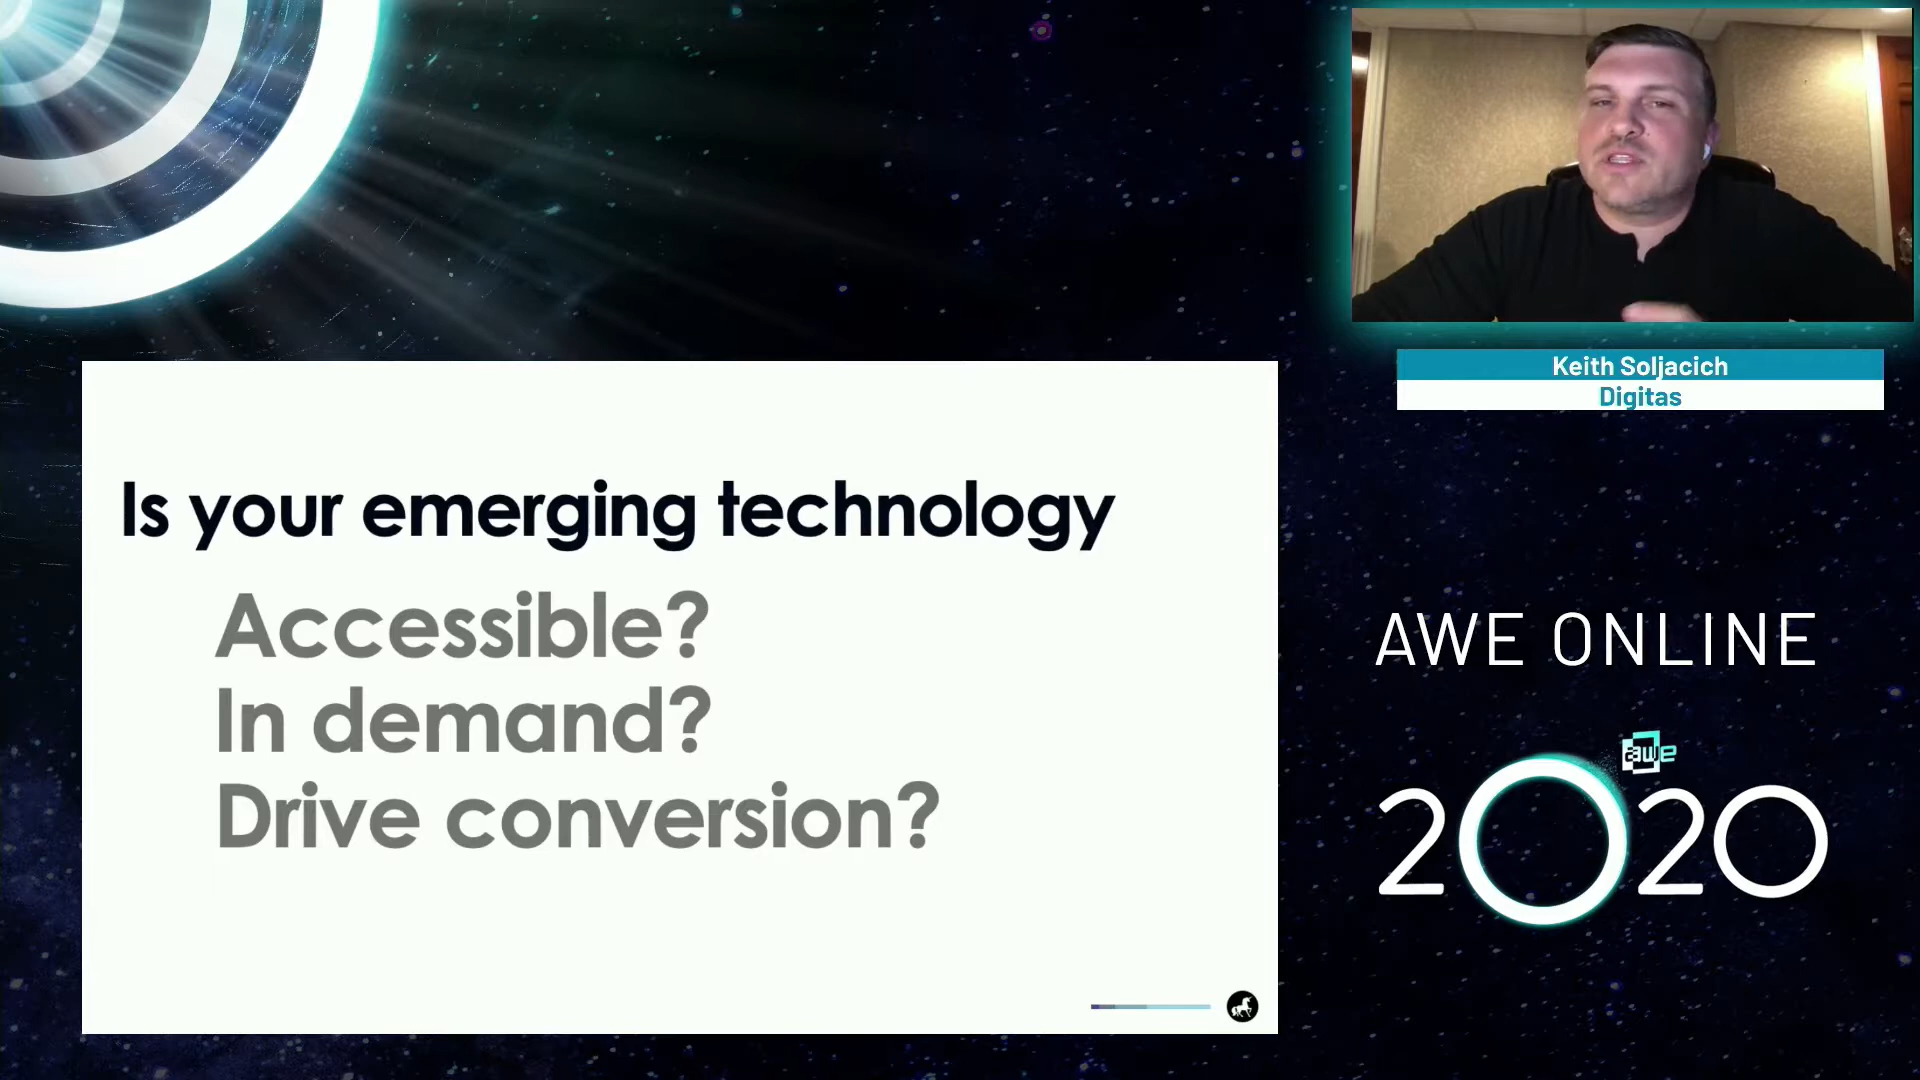 Keith Soljacich
Digitas
Is your emerging technology
Accessible?
In demand?
Drive conversion?
AWE ONLINE
awe
2020